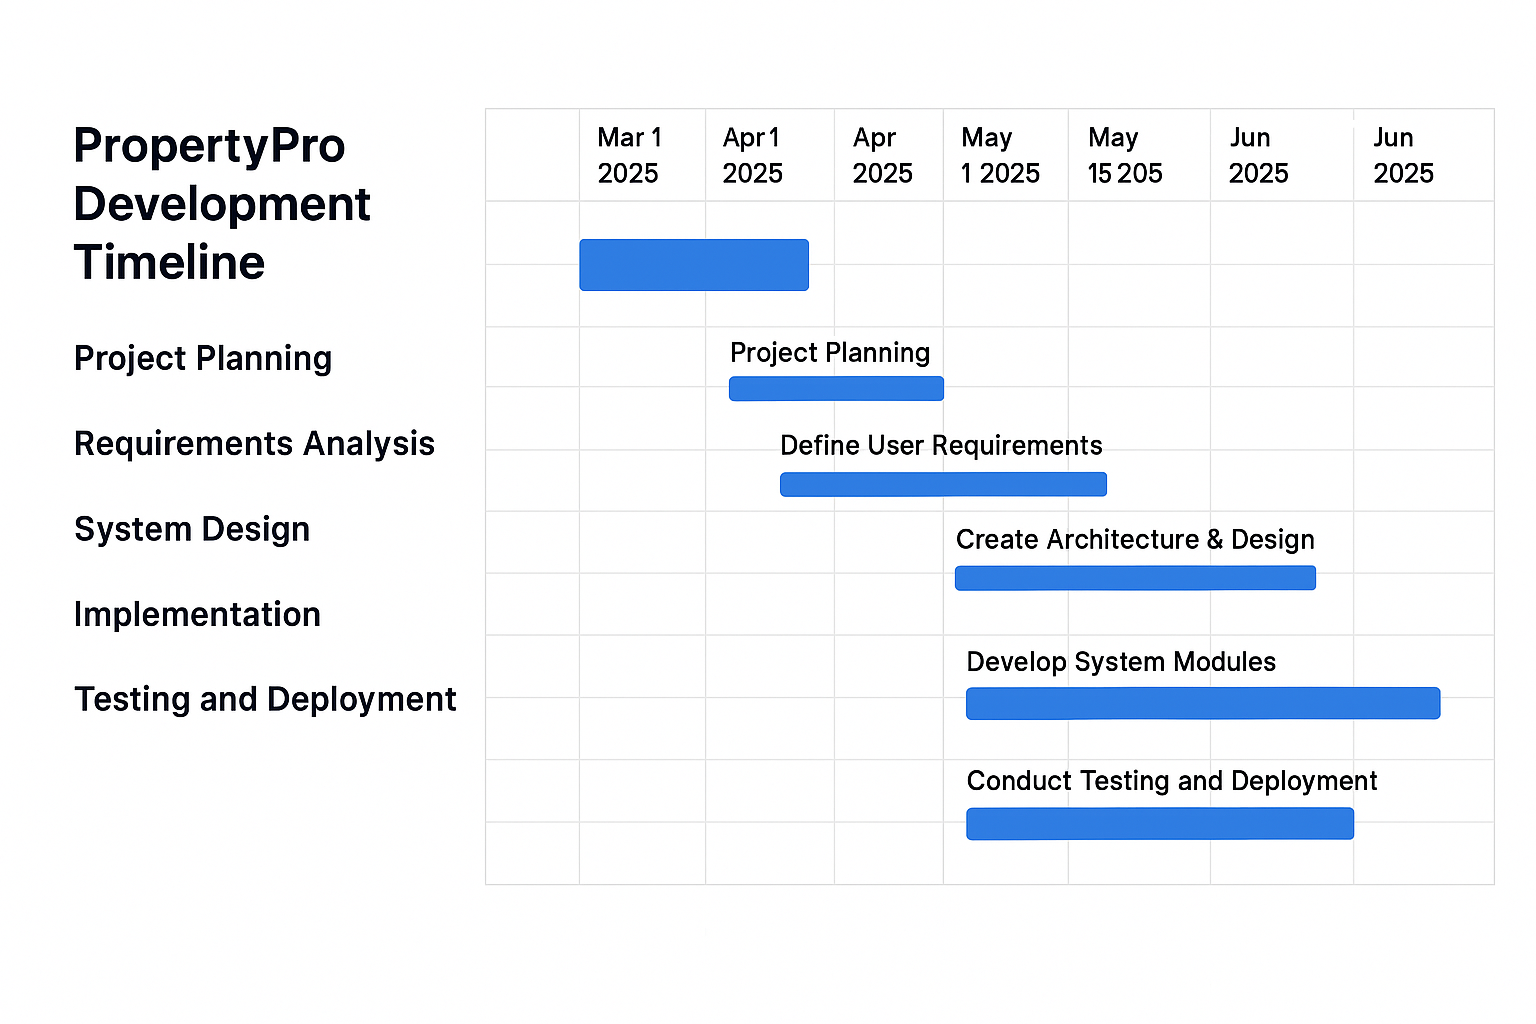 PropertyPro
Development
Timeline
Mar 1
2025
Apr 1
2025
Apr
2025
May
1 2025
May
15 205
Jun
2025
Jun
2025
Project Planning
Requirements Analysis
System Design
Implementation
Testing and Deployment
Project Planning
Define User Requirements
Create Architecture & Design
Develop System Modules
Conduct Testing and Deployment